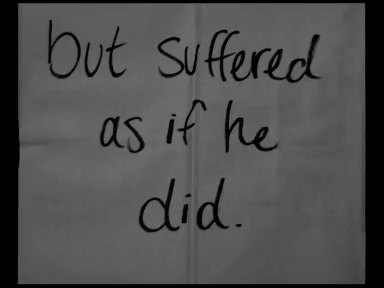 but suffered
as if he
did.